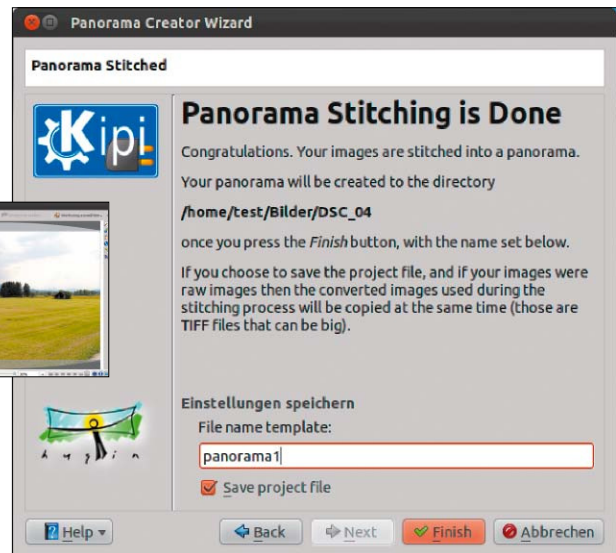 Panorama Creator Wizard
Panorama Stitched
Kipi
Panorama Stitching is Done
Congratulations. Your images are stitched into a panorama.
Your panorama will be created to the directory
/home/test/Bilder/DSC_04
once you press the Finish button, with the name set below.
If you choose to save the project file, and if your images were
raw images then the converted images used during the
stitching process will be copied at the same time (those are
TIFF files that can be big).
hugin
Einstellungen speichern
File name template:
panorama1
Save project file
Help
Back
Next
Finish
Abbrechen